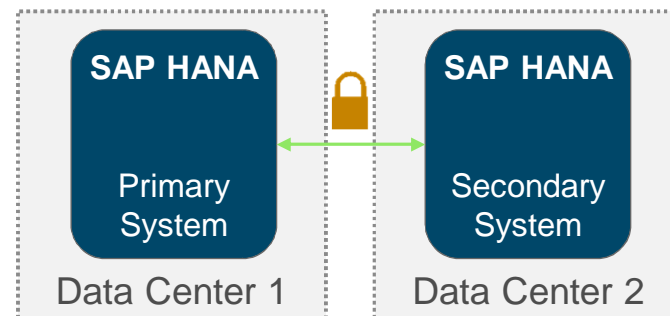 SAP HANA
Primary
System
Data Center 1
SAP HANA
Secondary
System
Data Center 2